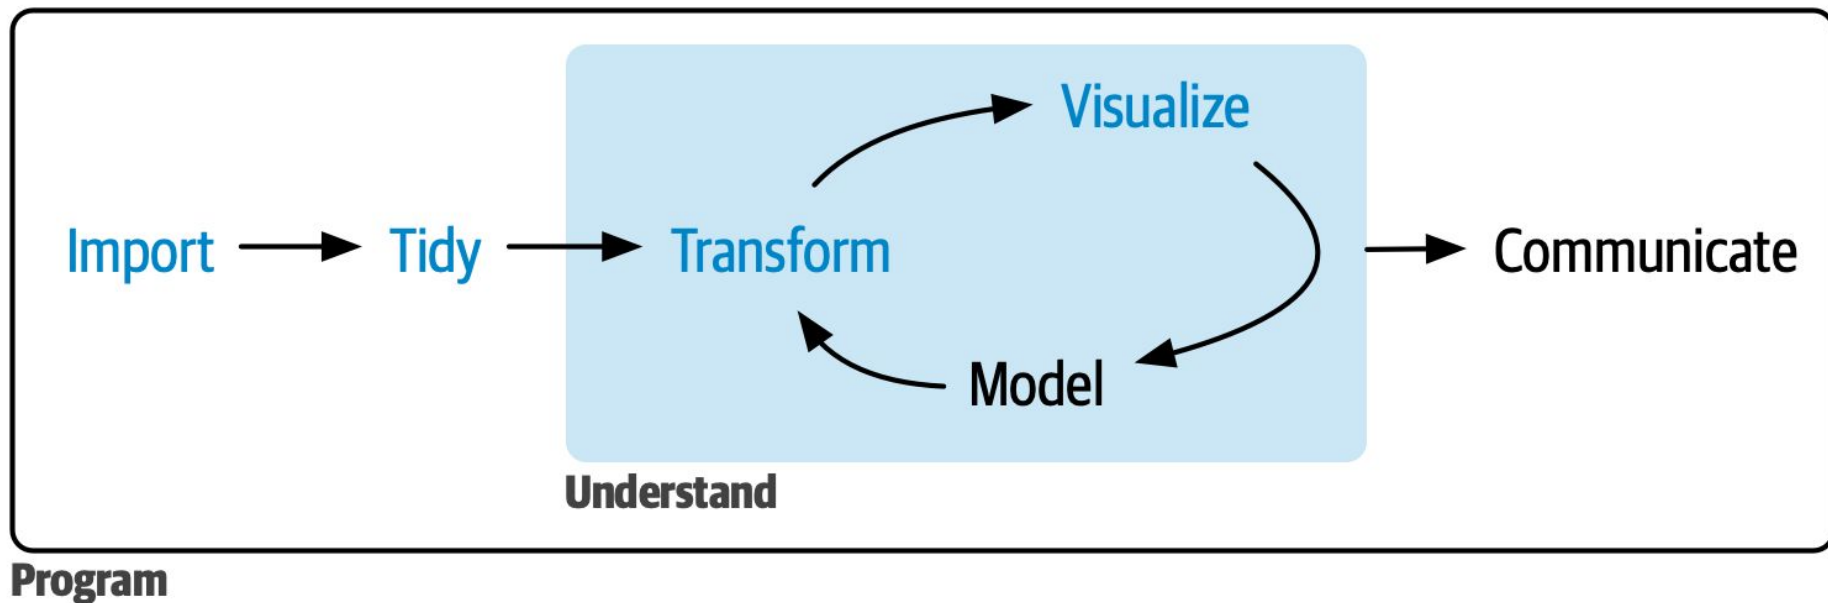 Visualize
Import Tidy Transform Communicate
Model
Understand
Program